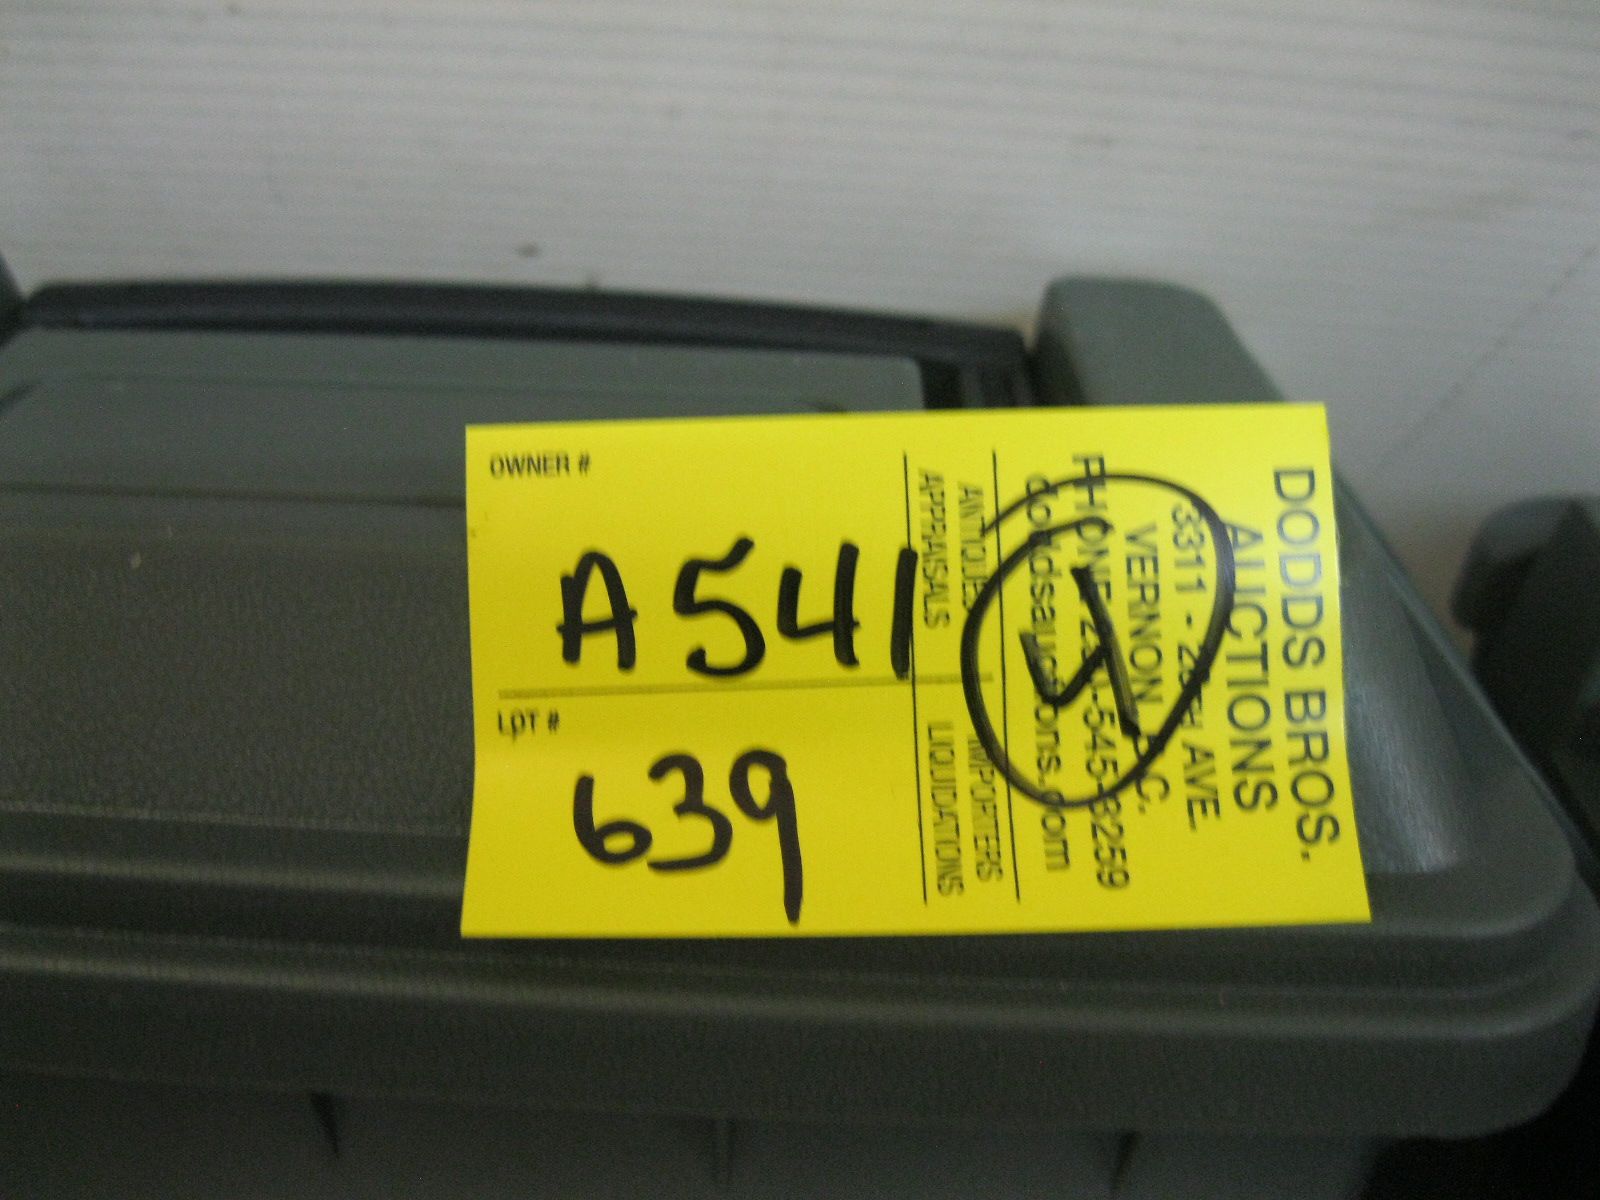 OWNER #
A541
LOT #
639
DODDS BROS.
AUCTIONS
3311 - 28TH AVE.
VERNON, B.C.
PHONE 250-545-3259
doddsauctions.com
4
ANTIQUES IMPORTERS
APPRAISALS LIQUIDATIONS